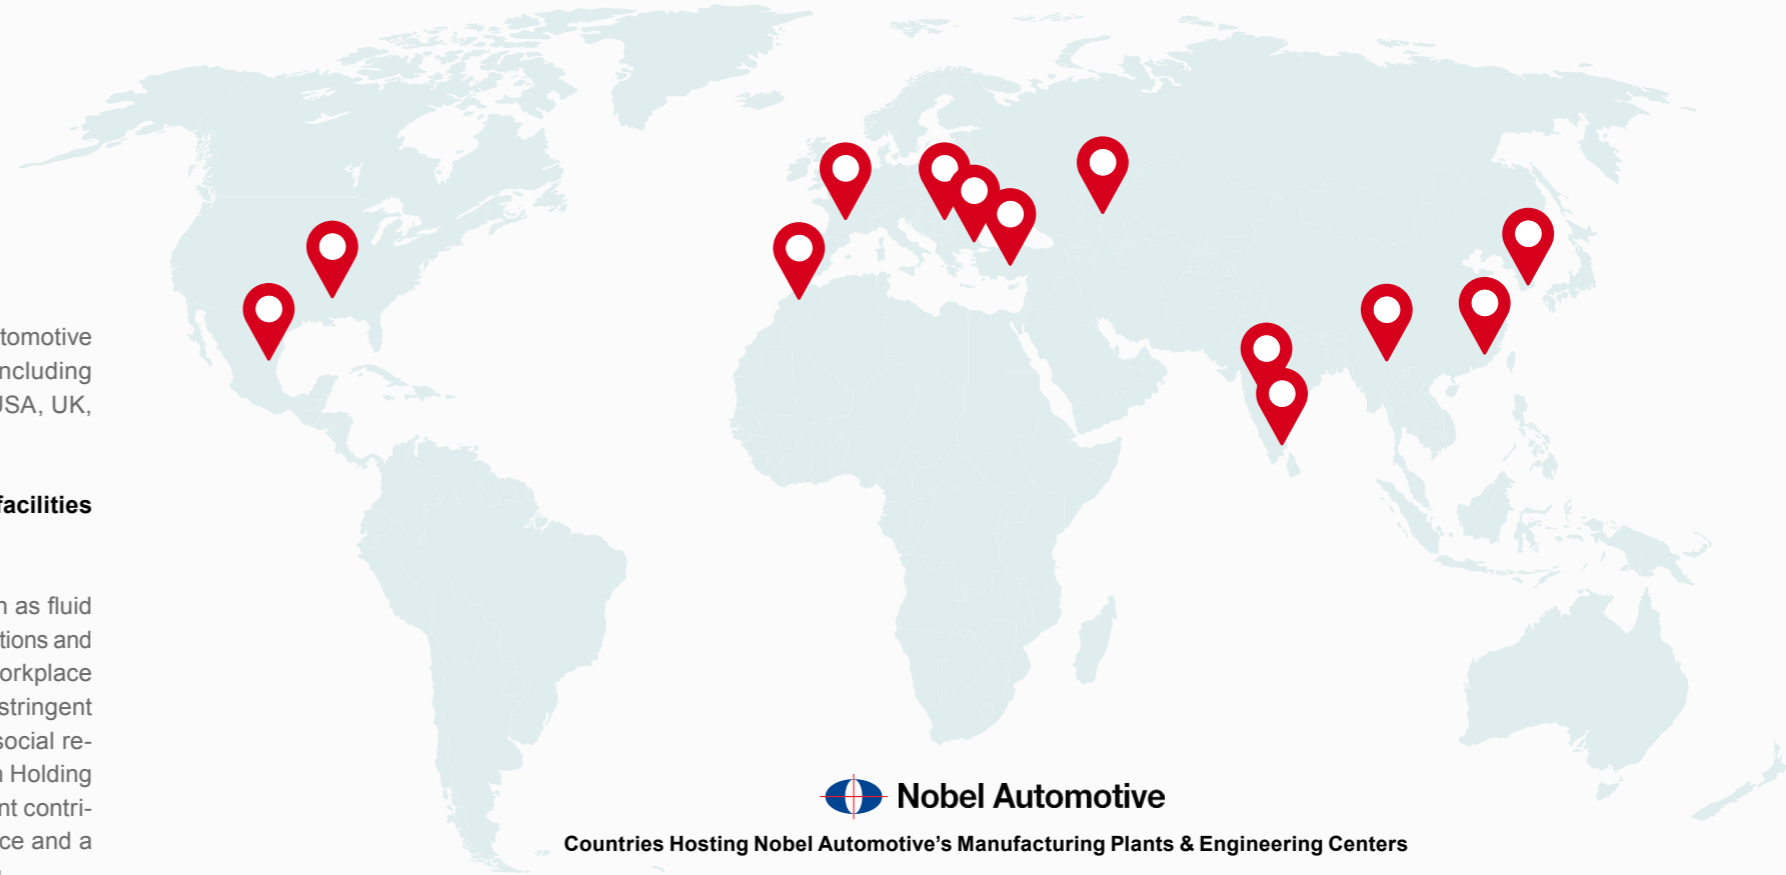 tomotive
ncluding
USA, UK,
facilities
n as fluid
tions and
orkplace
stringent
social re-
n Holding
nt contri-
ce and a
Nobel Automotive
Countries Hosting Nobel Automotive’s Manufacturing Plants & Engineering Centers